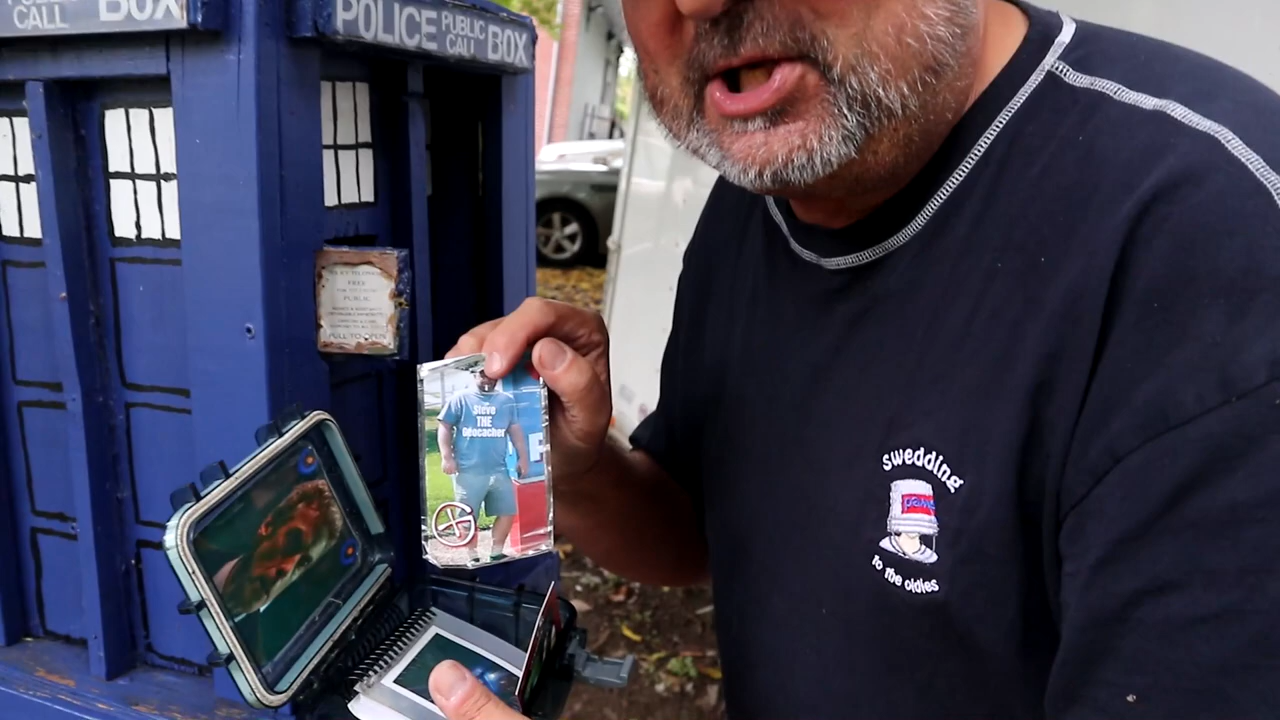 CALL
BOX
POLICE PUBLIC CALL BOX
FREE
PUBLIC
PULL TO OPEN
Steve
THE
Geocacher
swedding
to the oldies